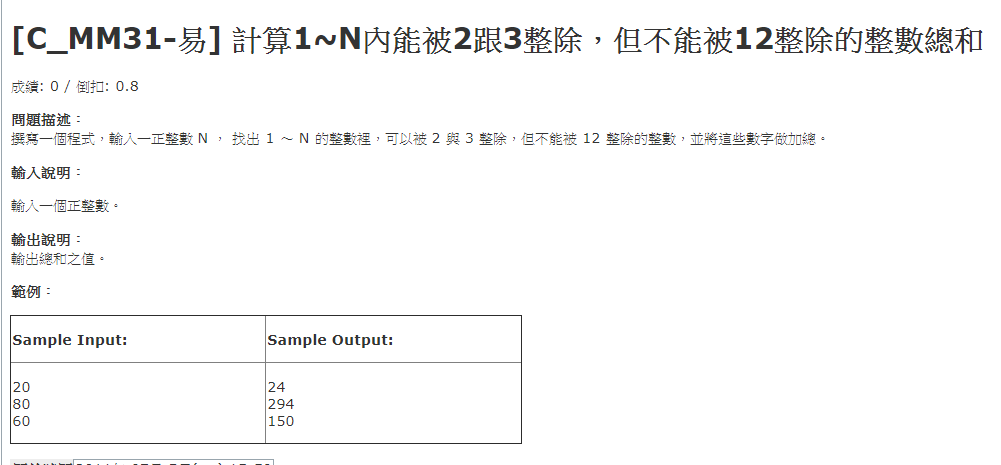 [C_MM31-易] 計算1~N內能被2跟3整除，但不能被12整除的整數總和
成績: 0 / 倒扣: 0.8
問題描述：
撰寫一個程式，輸入一正整數 N ， 找出 1 ～ N 的整數裡，可以被 2 與 3 整除，但不能被 12 整除的整數，並將這些數字做加總。
輸入說明：
輸入一個正整數。
輸出說明：
輸出總和之值。
範例：
Sample Input: Sample Output:
20 24
80 294
60 150